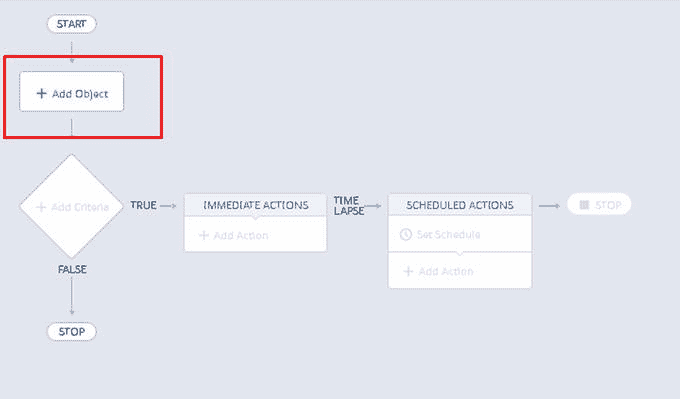 START
+ Add Object
+ Add Criteria
TRUE
IMMEDIATE ACTIONS
+ Add Action
TIME
LAPSE
SCHEDULED ACTIONS
Set Schedule
+ Add Action
STOP
FALSE
STOP